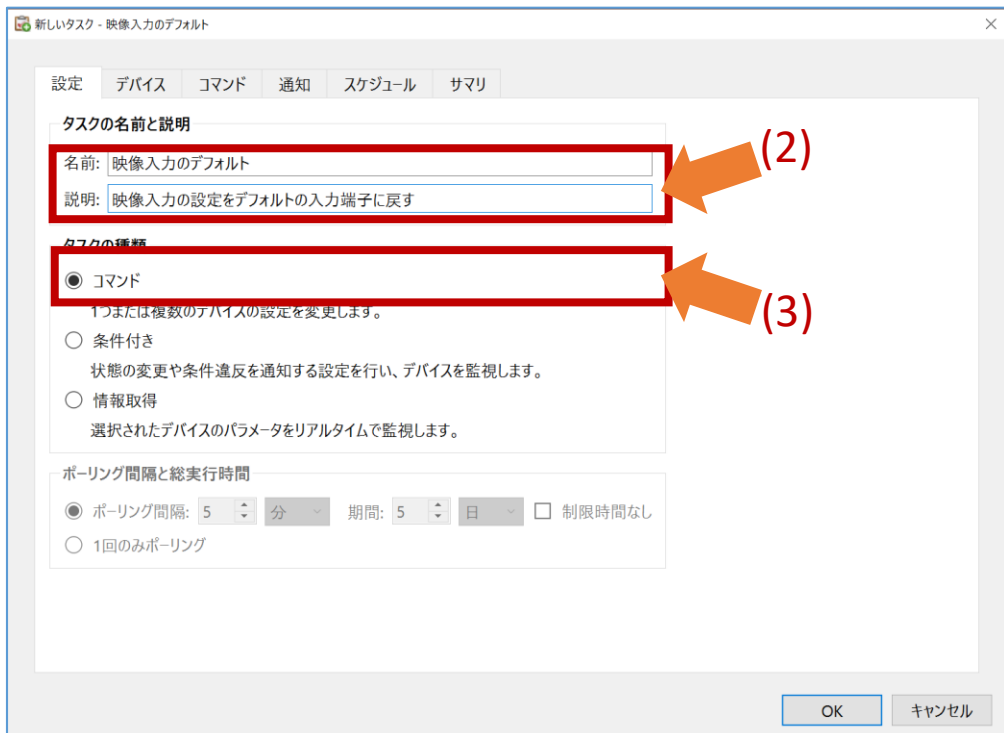 新しいタスク - 映像入力のデフォルト
設定 デバイス コマンド 通知 スケジュール サマリ
タスクの名前と説明
(2)
名前: 映像入力のデフォルト
説明: 映像入力の設定をデフォルトの入力端子に戻す
タスクの種類
コマンド
(3)
1つまたは複数のデバイスの設定を変更します。
条件付き
状態の変更や条件違反を通知する設定を行い、デバイスを監視します。
情報取得
選択されたデバイスのパラメータをリアルタイムで監視します。
ポーリング間隔と総実行時間
ポーリング間隔: 5 分 期間: 5 日 制限時間なし
1回のみポーリング
OK キャンセル